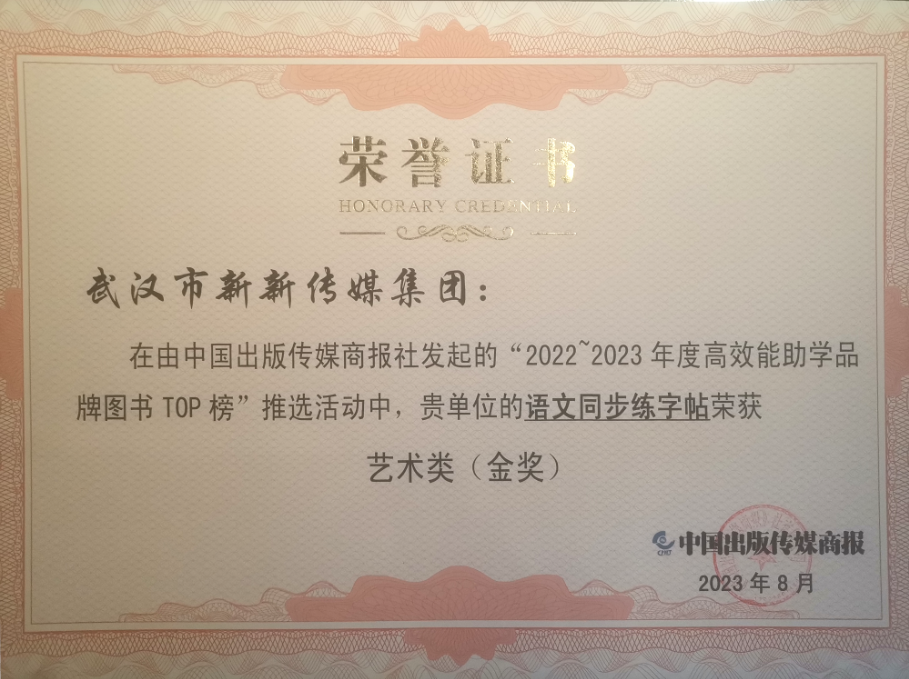 荣誉证书
HONORARY CREDENTIAL
武汉市新新传媒集团：
在由中国出版传媒商报社发起的“2022~2023年度高效能助学品
牌图书TOP榜”推选活动中，贵单位的语文同步练字帖荣获
艺术类（金奖）
中国出版传媒商报
2023年8月